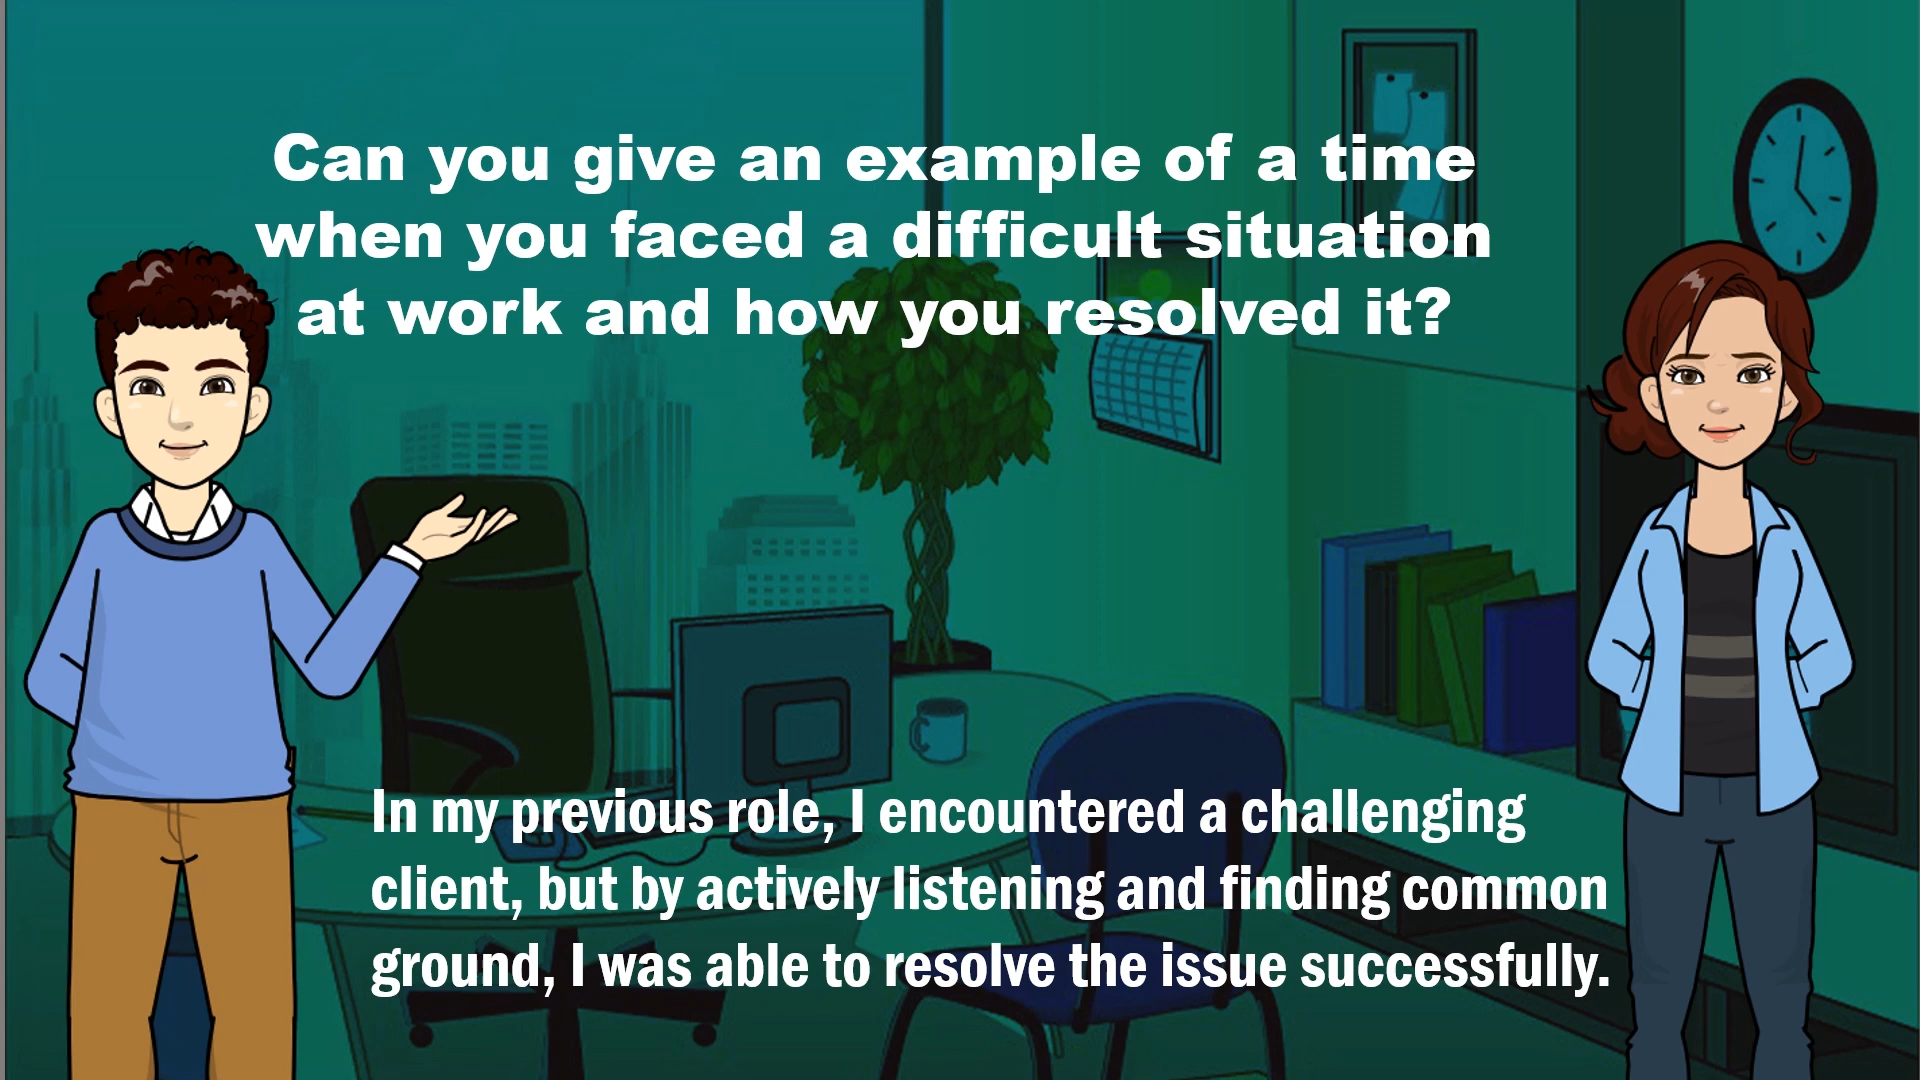 Can you give an example of a time
when you faced a difficult situation
at work and how you resolved it?
In my previous role, I encountered a challenging
client, but by actively listening and finding common
ground, I was able to resolve the issue successfully.